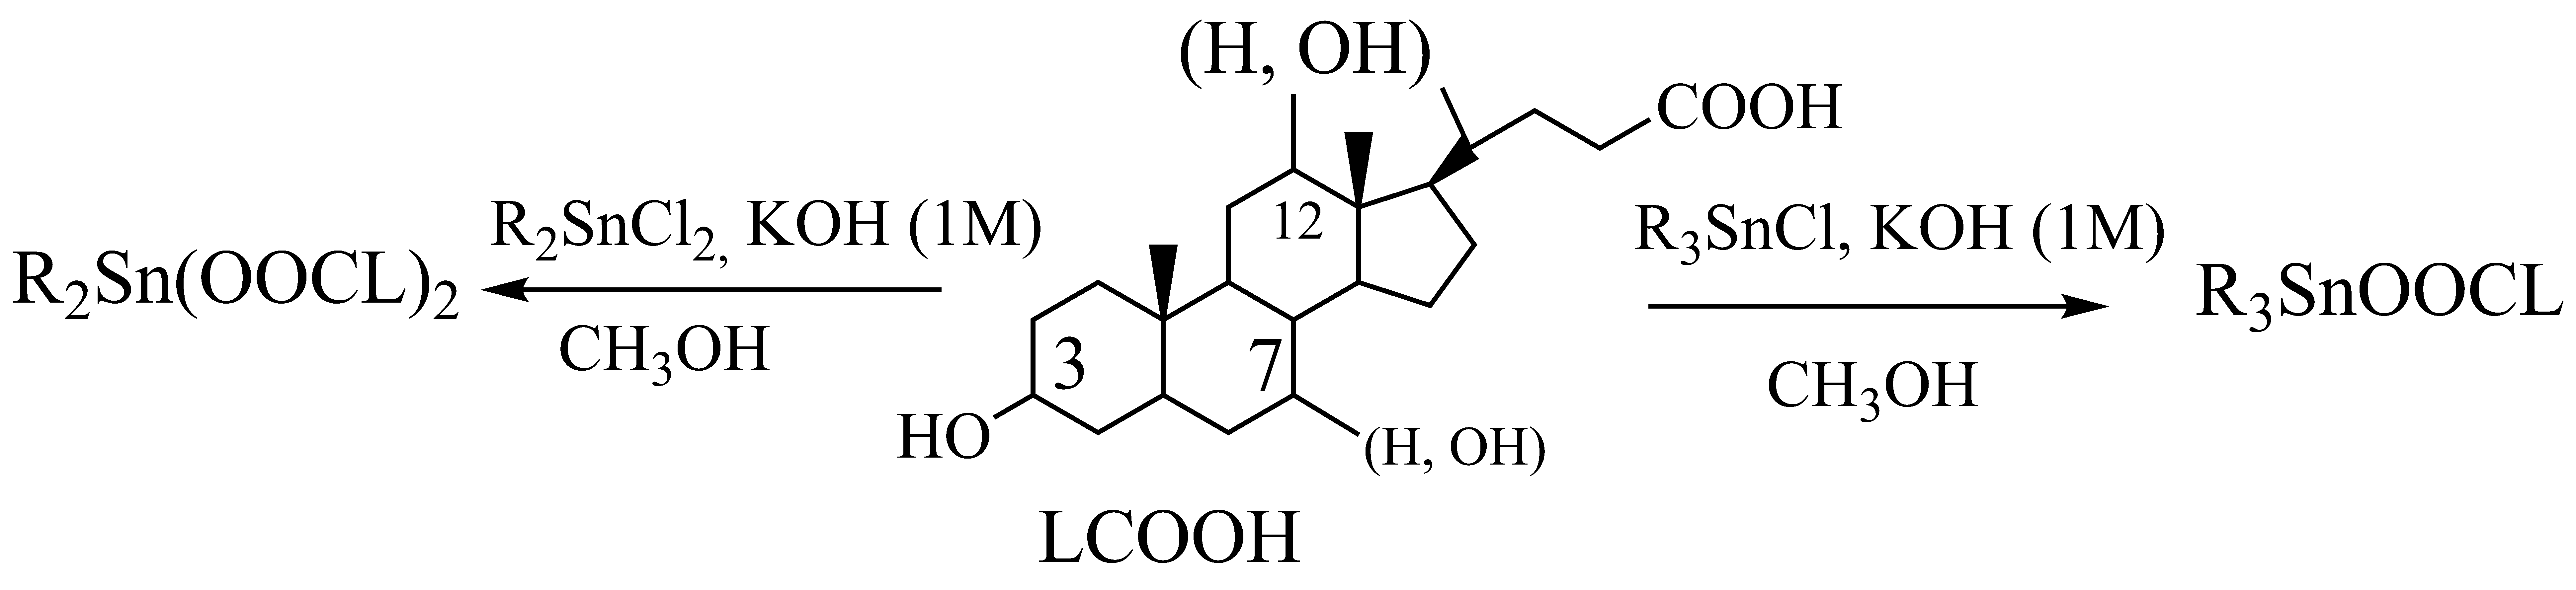 (H, OH)
COOH
12
R₂SnCl₂, KOH (1M)
R₃SnCl, KOH (1M)
R₂Sn(OOCL)₂
R₃SnOOCL
CH₃OH
3
7
CH₃OH
HO
(H, OH)
LCOOH